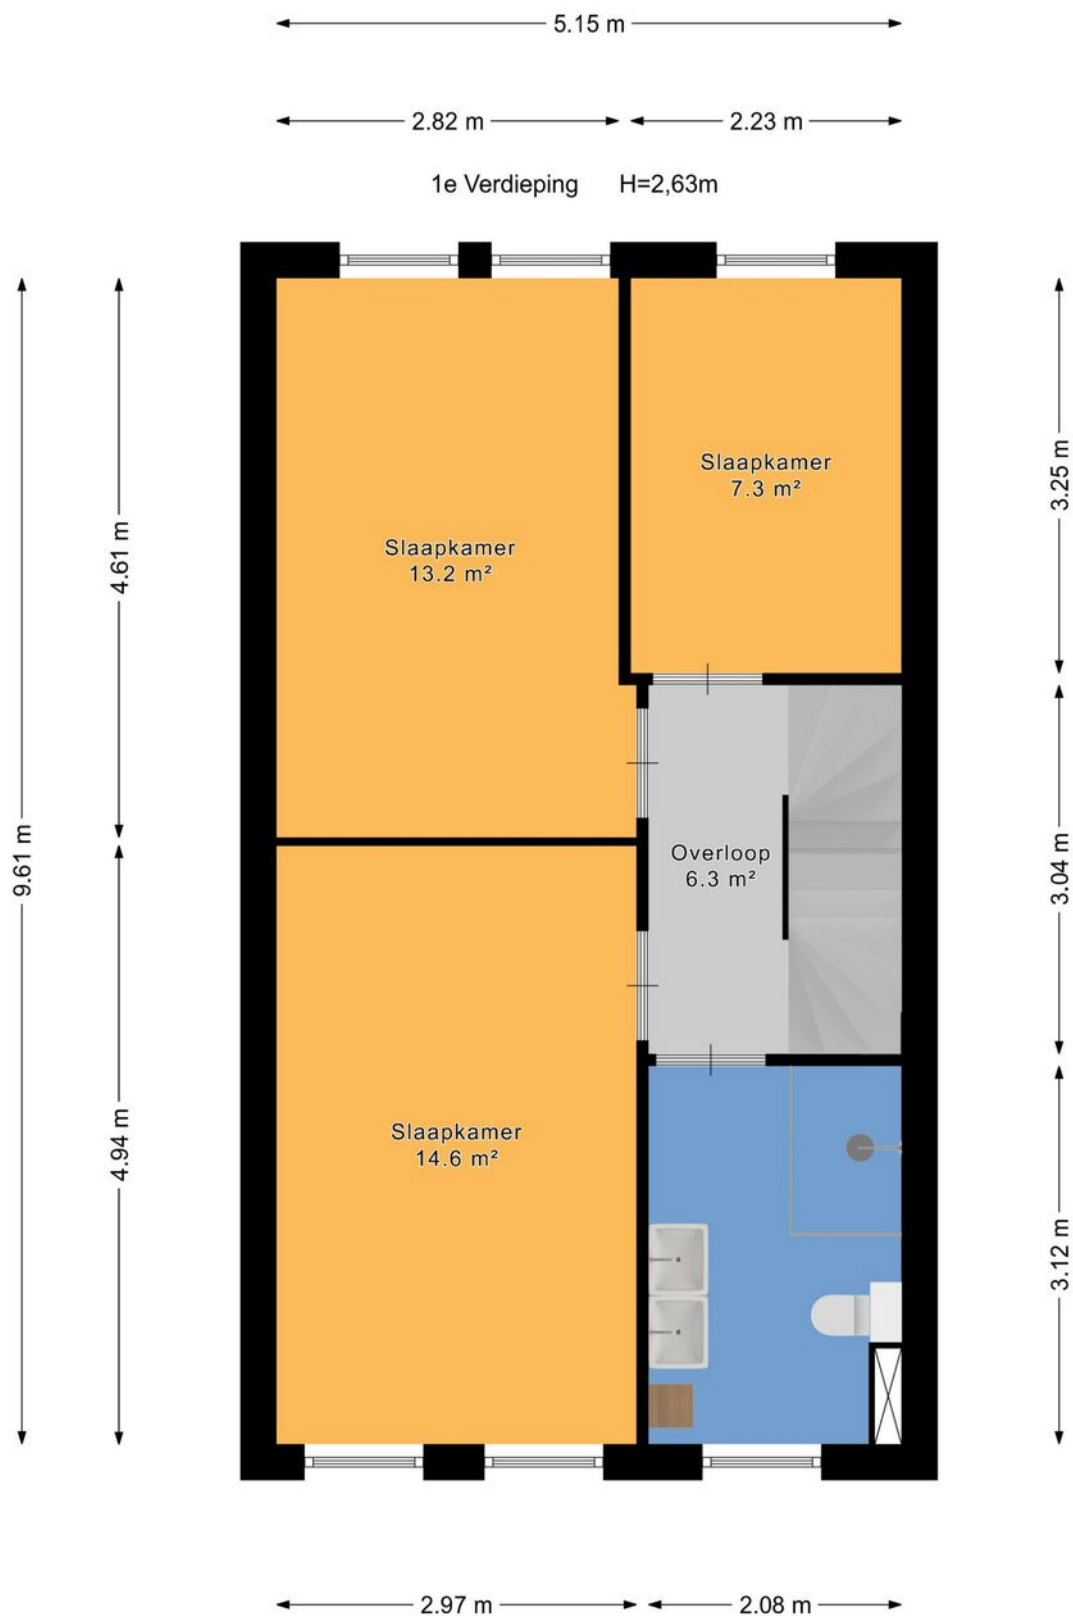 5.15 m
2.82 m
2.23 m
1e Verdieping H=2,63m
9.61 m
4.61 m
4.94 m
Slaapkamer
13.2 m²
Slaapkamer
7.3 m²
Overloop
6.3 m²
Slaapkamer
14.6 m²
3.25 m
3.04 m
3.12 m
2.97 m
2.08 m